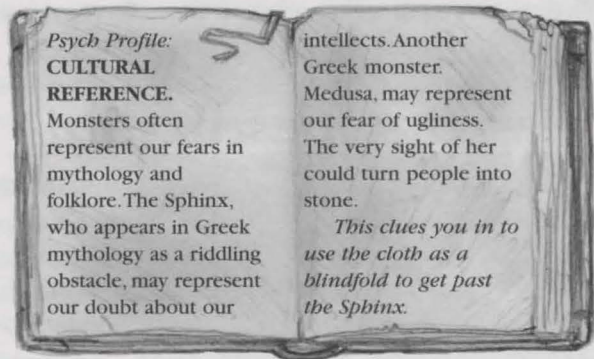 Psych Profile:
CULTURAL
REFERENCE.
Monsters often
represent our fears in
mythology and
folklore. The Sphinx,
who appears in Greek
mythology as a riddling
obstacle, may represent
our doubt about our
intellects. Another
Greek monster.
Medusa, may represent
our fear of ugliness.
The very sight of her
could turn people into
stone.
This clues you in to
use the cloth as a
blindfold to get past
the Sphinx.